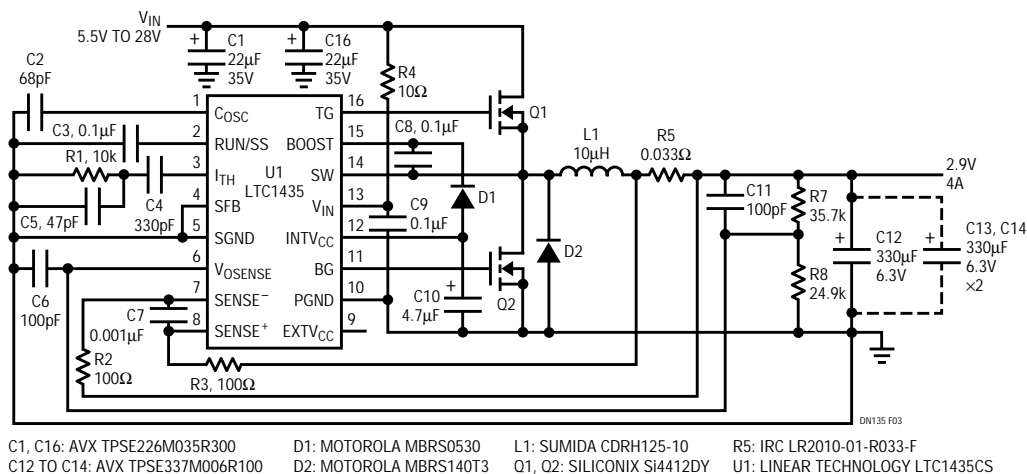 VIN
5.5V TO 28V
C1
22µF
35V
C16
22µF
35V
C2
68pF
R4
10Ω
1
COSC
TG
16
Q1
C3, 0.1µF
2
RUN/SS
BOOST
15
C8, 0.1µF
R1, 10k
3
ITH
U1
LTC1435
SW
14
L1
10µH
R5
0.033Ω
2.9V
4A
C4
330pF
C5, 47pF
4
SFB
VIN
13
D1
C9
0.1µF
C11
100pF
R7
35.7k
5
SGND
INTVCC
12
D2
C12
330µF
6.3V
C13, C14
330µF
6.3V
×2
6
VOSENSE
BG
11
Q2
R8
24.9k
C6
100pF
7
SENSE–
PGND
10
C10
4.7µF
C7
0.001µF
8
SENSE+
EXTVCC
9
R2
100Ω
R3, 100Ω
DN135 F03
C1, C16: AVX TPSE226M035R300
C12 TO C14: AVX TPSE337M006R100
D1: MOTOROLA MBRS0530
D2: MOTOROLA MBRS140T3
L1: SUMIDA CDRH125-10
Q1, Q2: SILICONIX Si4412DY
R5: IRC LR2010-01-R033-F
U1: LINEAR TECHNOLOGY LTC1435CS